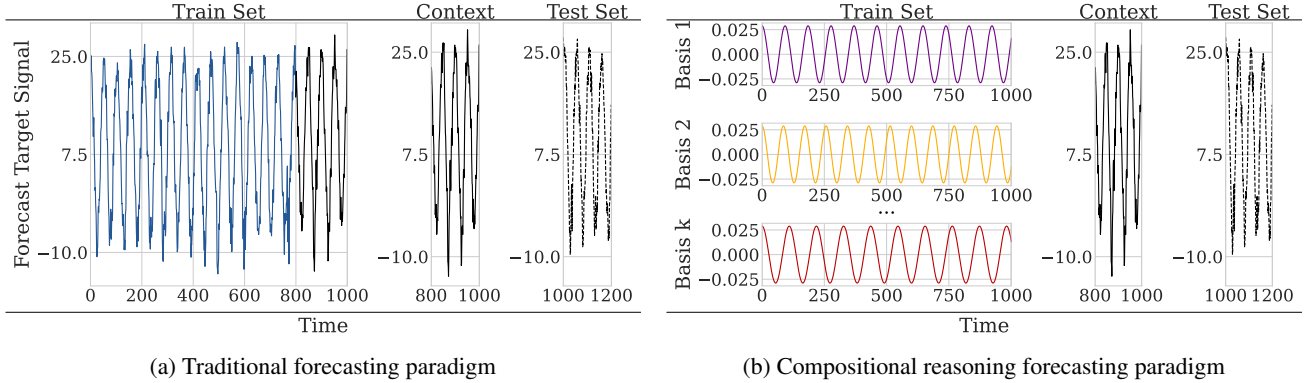 Train Set Context Test Set
Forecast Target Signal
25.0
7.5
−10.0
0 200 400 600 800 1000
25.0
7.5
−10.0
800 1000
25.0
7.5
−10.0
1000 1200
Time
(a) Traditional forecasting paradigm
Train Set Context Test Set
Basis 1
0.025
0.000
−0.025
0 250 500 750 1000
Basis 2
0.025
0.000
−0.025
0 250 500 750 1000
...
Basis k
0.025
0.000
−0.025
0 250 500 750 1000
25.0
7.5
−10.0
800 1000
25.0
7.5
−10.0
1000 1200
Time
(b) Compositional reasoning forecasting paradigm